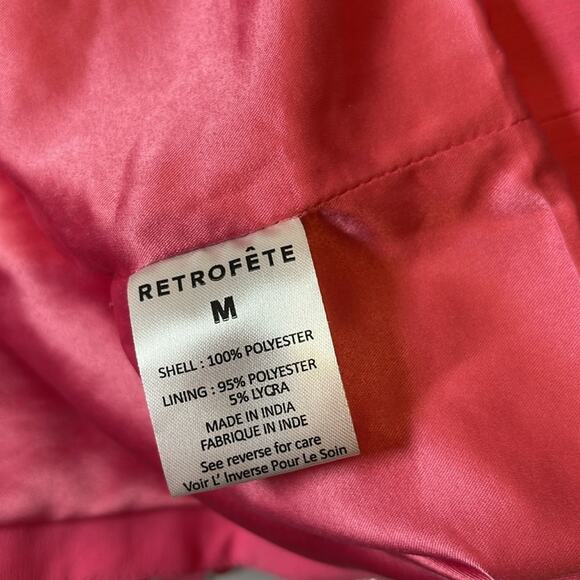 RETROFÊTE
M
SHELL : 100% POLYESTER
LINING : 95% POLYESTER
5% LYCRA
MADE IN INDIA
FABRIQUE IN INDE
See reverse for care
Voir L' Inverse Pour Le Soin